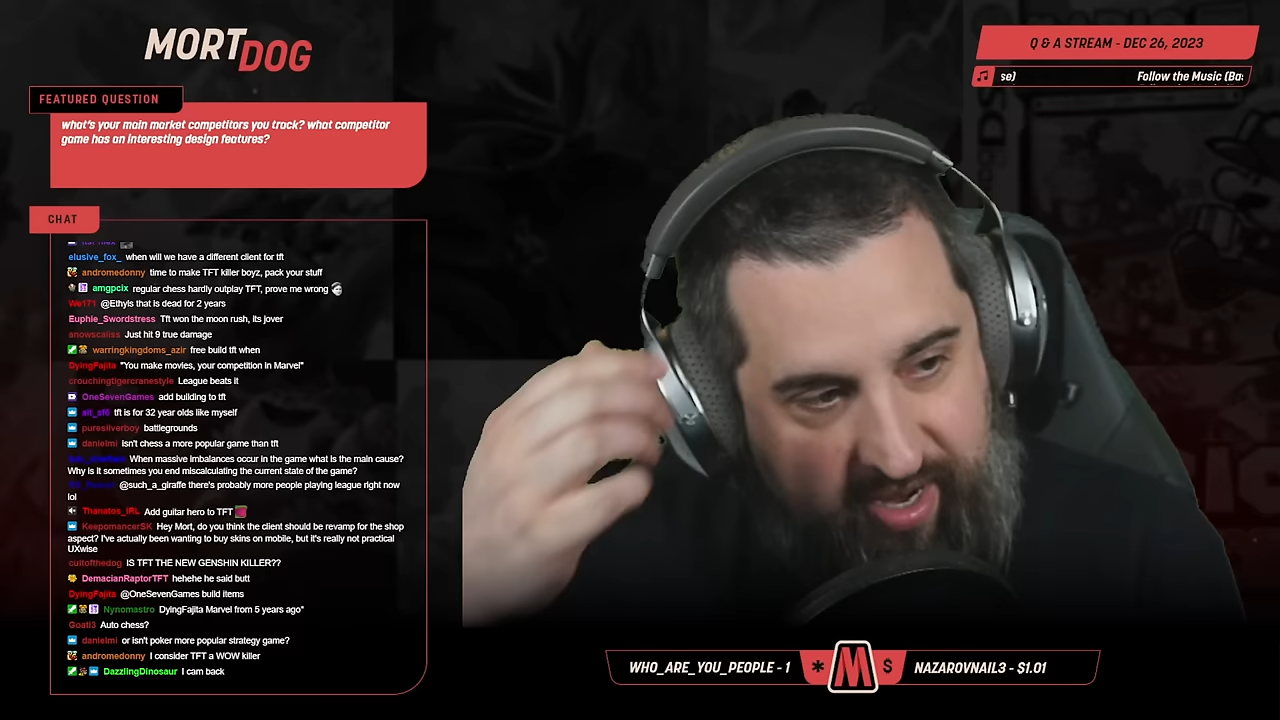 MORTDOG
Q & A STREAM - DEC 26, 2023
se) Follow the Music (Ba
FEATURED QUESTION
what's your main market competitors you track? what competitor
game has an interesting design features?
CHAT
elusive_fox_ when will we have a different client for tft
andromedonny time to make TFT killer boyz, pack your stuff
amgpcix regular chess hardly outplay TFT, prove me wrong
We171 @Ethyls that is dead for 2 years
Euphie_Swordstress Tft won the moon rush, its jover
anowscaliss Just hit 9 true damage
warringkingdoms_azir free build tft when
DyingFajita "You make movies, your competition in Marvel"
crouchingtigercranestyle League beats it
OneSevenGames add building to tft
ali_sf6 tft is for 32 year olds like myself
puresilverboy battlegrounds
danielmi Isn't chess a more popular game than tft
When massive imbalances occur in the game what is the main cause?
Why is it sometimes you end miscalculating the current state of the game?
@such_a_giraffe there's probably more people playing league right now
lol
Thanatos_IRL Add guitar hero to TFT
KeepomancerSK Hey Mort, do you think the client should be revamp for the shop
aspect? I've actually been wanting to buy skins on mobile, but it's really not practical
UXwise
cultofthedog IS TFT THE NEW GENSHIN KILLER??
DemacianRaptorTFT hehehe he said butt
DyingFajita @OneSevenGames build items
Nynomastro DyingFajita Marvel from 5 years ago*
Goati3 Auto chess?
danielmi or isn't poker more popular strategy game?
andromedonny I consider TFT a WOW killer
DazzlingDinosaur I cam back
WHO_ARE_YOU_PEOPLE - 1 * M $ NAZAROVNAIL3 - $1.01